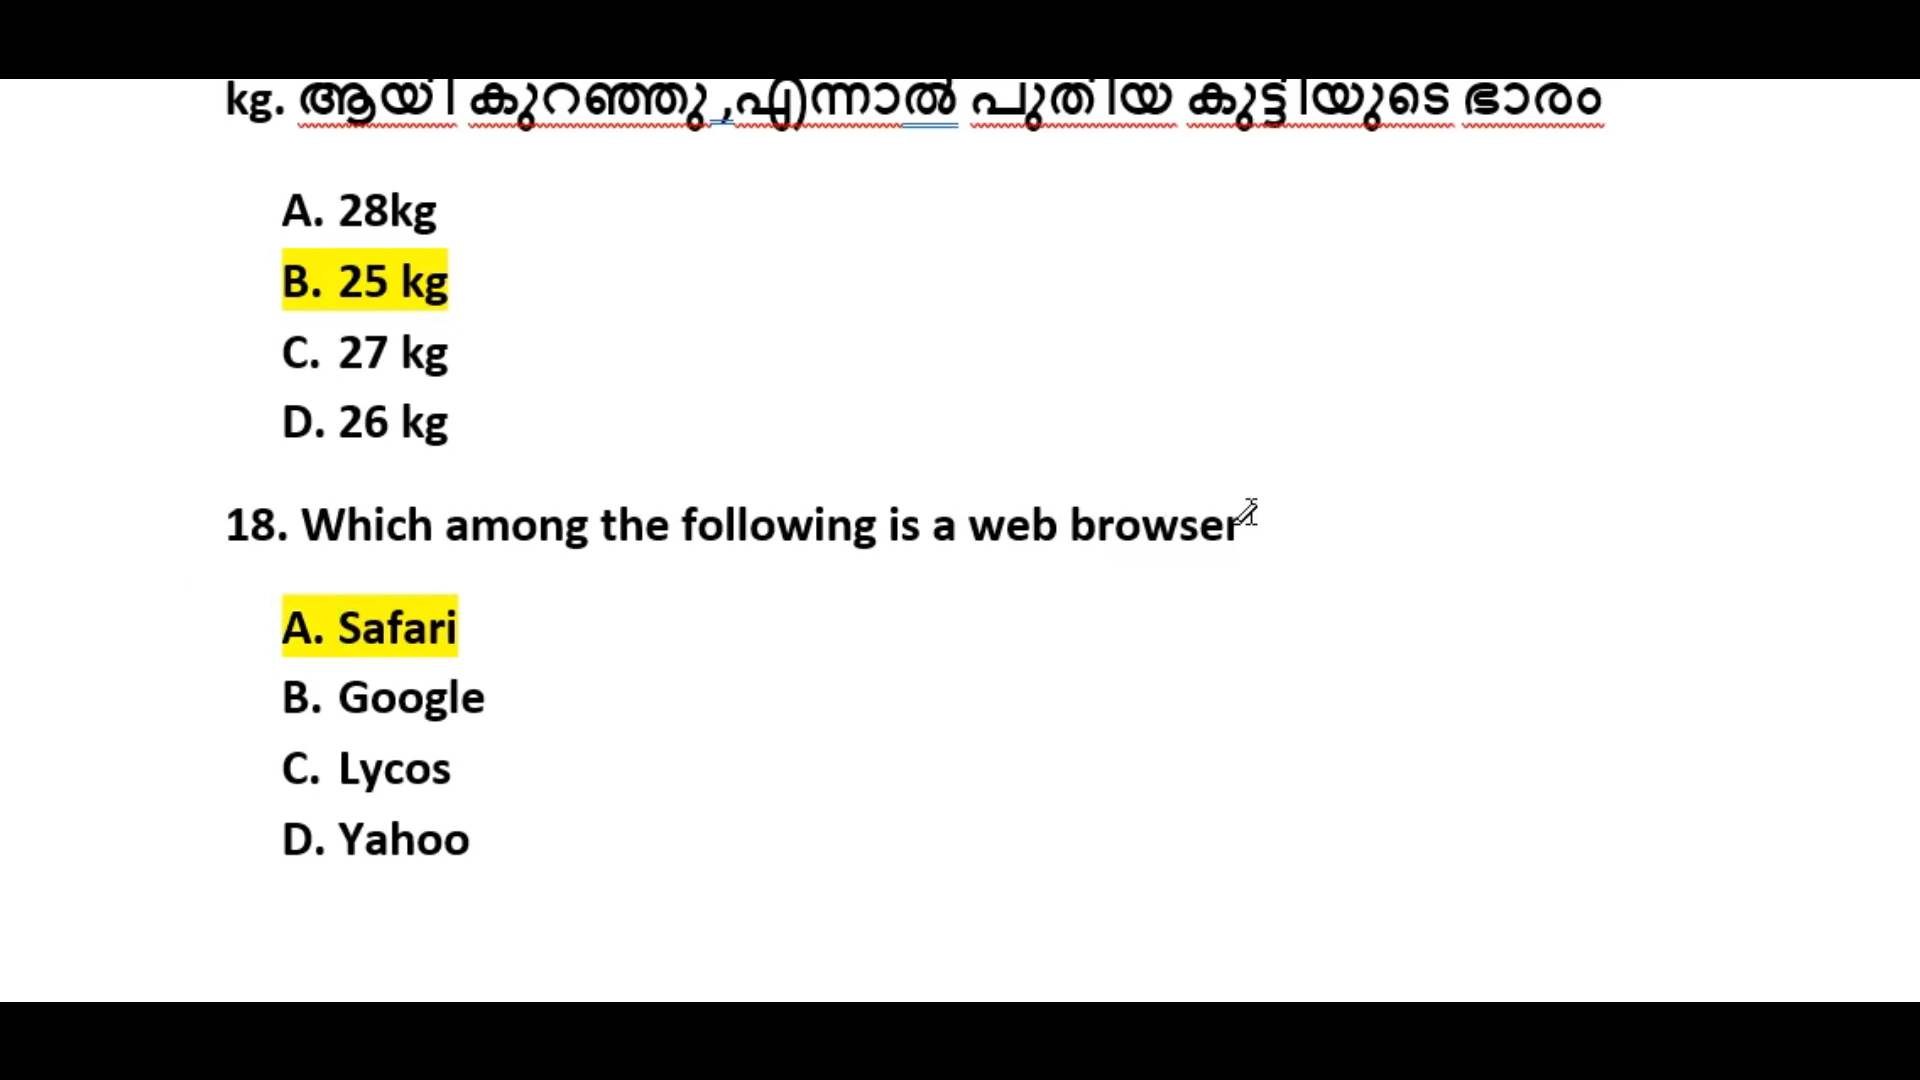 kg. ആയി കുറഞ്ഞു ,എന്നാൽ പുതിയ കുട്ടിയുടെ ഭാരം
A. 28kg
B. 25 kg
C. 27 kg
D. 26 kg
18. Which among the following is a web browser
A. Safari
B. Google
C. Lycos
D. Yahoo